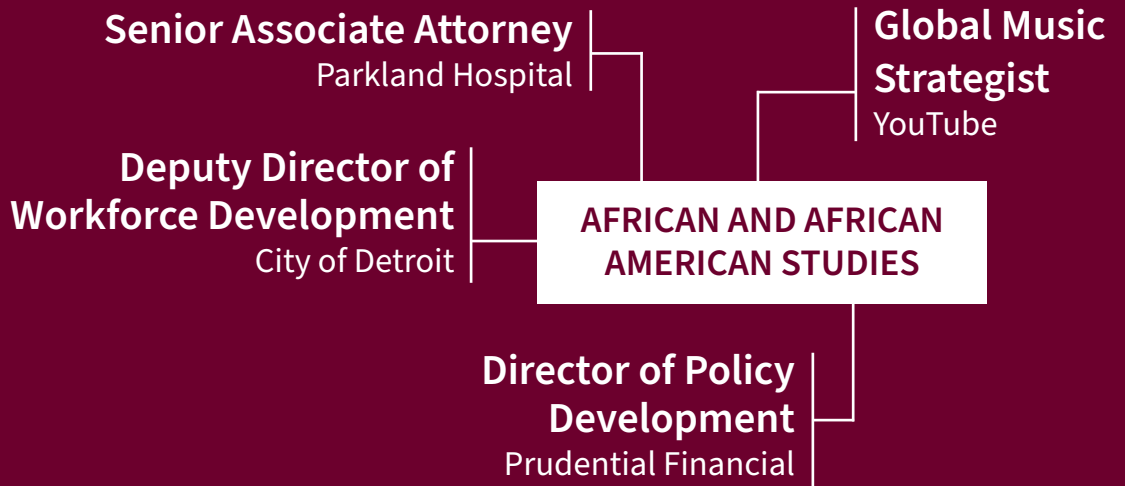 Senior Associate Attorney
Parkland Hospital
Global Music
Strategist
YouTube
Deputy Director of
Workforce Development
City of Detroit
AFRICAN AND AFRICAN
AMERICAN STUDIES
Director of Policy
Development
Prudential Financial